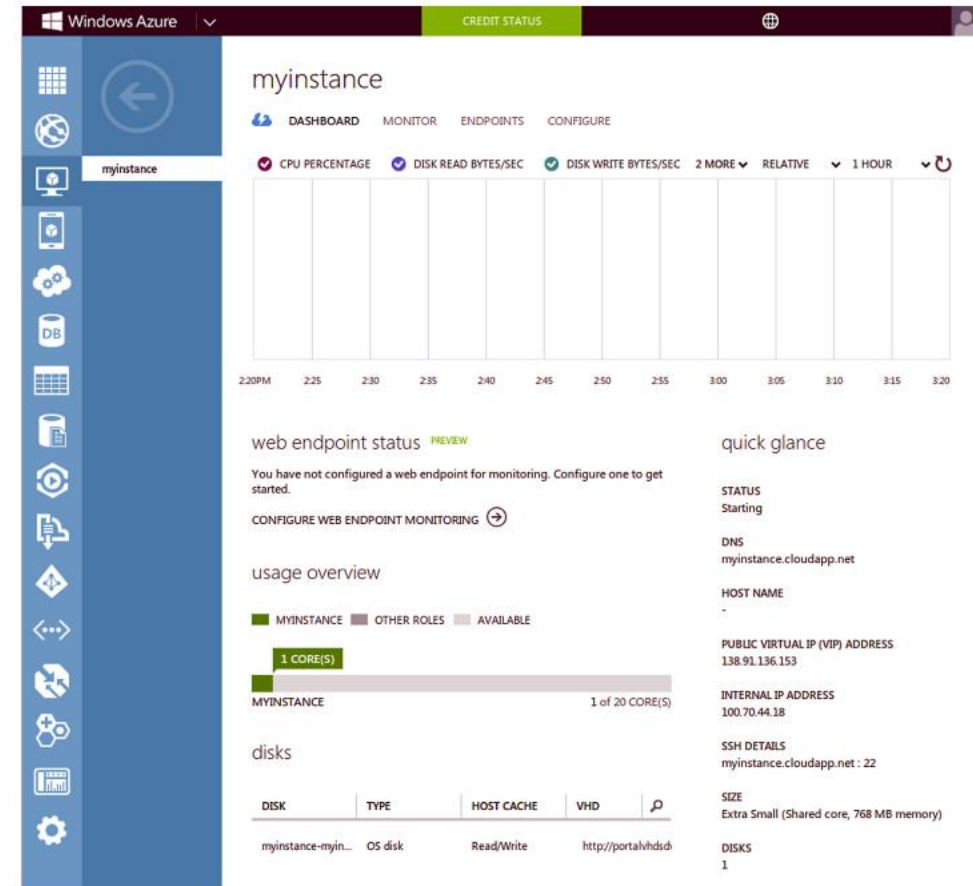 Windows Azure
CREDIT STATUS
myinstance
myinstance
DASHBOARD MONITOR ENDPOINTS CONFIGURE
CPU PERCENTAGE DISK READ BYTES/SEC DISK WRITE BYTES/SEC 2 MORE RELATIVE 1 HOUR
2:20PM 2:25 2:30 2:35 2:40 2:45 2:50 2:55 3:00 3:05 3:10 3:15 3:20
web endpoint status PREVIEW
You have not configured a web endpoint for monitoring. Configure one to get
started.
CONFIGURE WEB ENDPOINT MONITORING
usage overview
MYINSTANCE OTHER ROLES AVAILABLE
1 CORE(S)
MYINSTANCE 1 of 20 CORE(S)
disks
DISK TYPE HOST CACHE VHD
myinstance-myin... OS disk Read/Write http://portalvhdsd
quick glance
STATUS
Starting
DNS
myinstance.cloudapp.net
HOST NAME
-
PUBLIC VIRTUAL IP (VIP) ADDRESS
138.91.136.153
INTERNAL IP ADDRESS
100.70.44.18
SSH DETAILS
myinstance.cloudapp.net : 22
SIZE
Extra Small (Shared core, 768 MB memory)
DISKS
1
DB